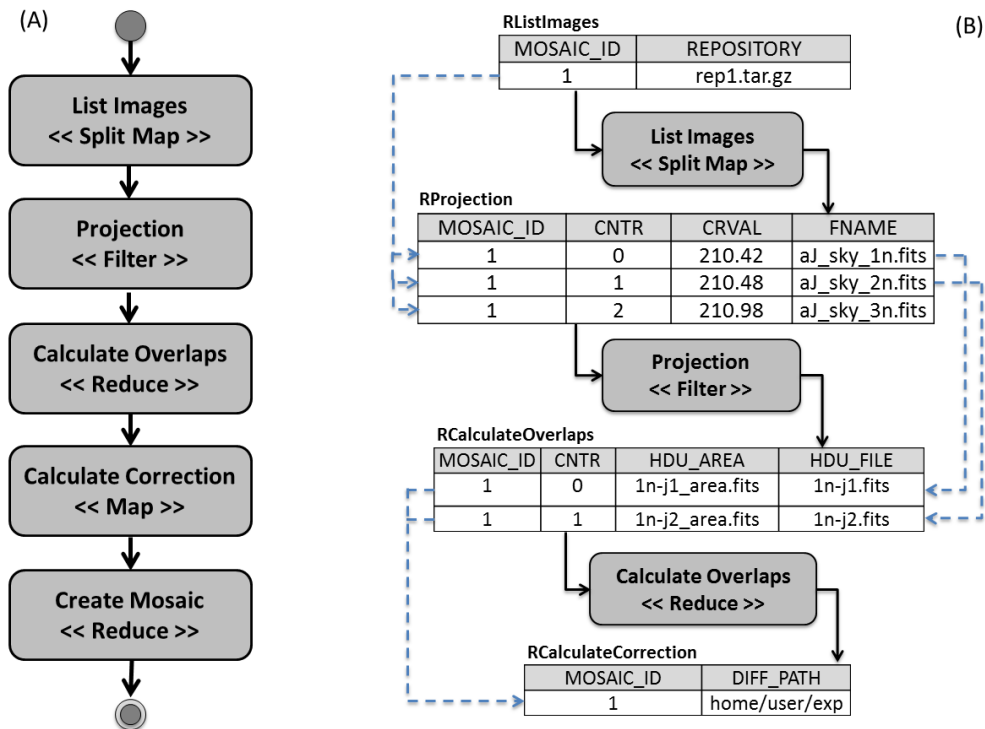 (A)
List Images
<< Split Map >>
Projection
<< Filter >>
Calculate Overlaps
<< Reduce >>
Calculate Correction
<< Map >>
Create Mosaic
<< Reduce >>
(B)
RListImages
MOSAIC_ID REPOSITORY
1 rep1.tar.gz
List Images
<< Split Map >>
RProjection
MOSAIC_ID CNTR CRVAL FNAME
1 0 210.42 aJ_sky_1n.fits
1 1 210.48 aJ_sky_2n.fits
1 2 210.98 aJ_sky_3n.fits
Projection
<< Filter >>
RCalculateOverlaps
MOSAIC_ID CNTR HDU_AREA HDU_FILE
1 0 1n-j1_area.fits 1n-j1.fits
1 1 1n-j2_area.fits 1n-j2.fits
Calculate Overlaps
<< Reduce >>
RCalculateCorrection
MOSAIC_ID DIFF_PATH
1 home/user/exp